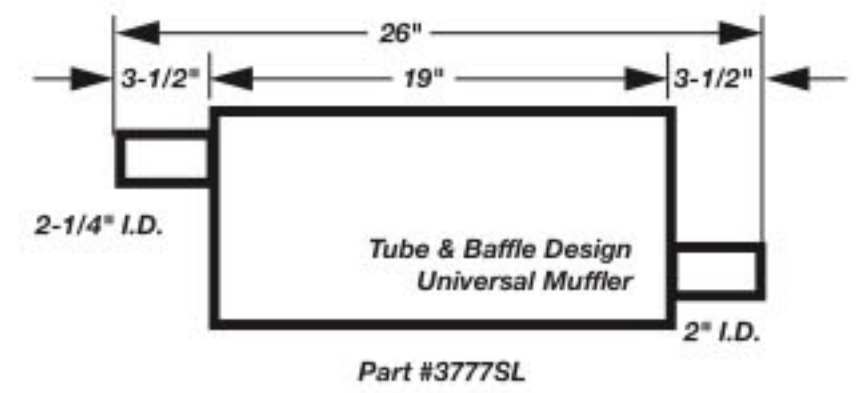 26"
3-1/2" 19" 3-1/2"
2-1/4" I.D.
Tube & Baffle Design
Universal Muffler
2" I.D.
Part #3777SL